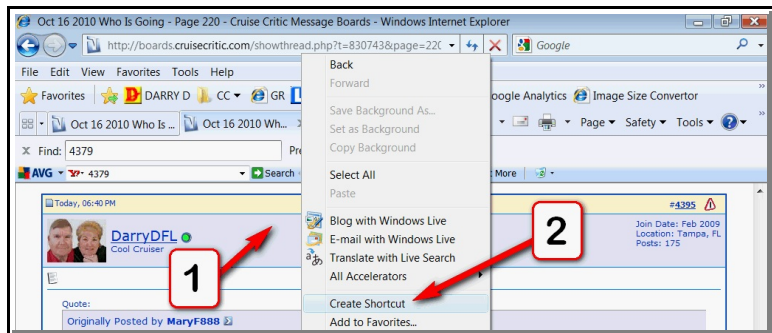 Oct 16 2010 Who Is Going - Page 220 - Cruise Critic Message Boards - Windows Internet Explorer
http://boards.cruisecritic.com/showthread.php?t=830743&page=220
Google
File Edit View Favorites Tools Help
Favorites DARRY D CC GR oogle Analytics Image Size Convertor
Oct 16 2010 Who Is ... Oct 16 2010 Wh... Page Safety Tools
X Find: 4379 Pre
AVG Y! 4379 Search More
Today, 06:40 PM #4395
DarryDFL
Cool Cruiser
Join Date: Feb 2009
Location: Tampa, FL
Posts: 175
Quote:
Originally Posted by MaryF888
Back
Forward
Save Background As...
Set as Background
Copy Background
Select All
Paste
Blog with Windows Live
E-mail with Windows Live
Translate with Live Search
All Accelerators
Create Shortcut
Add to Favorites...
1
2